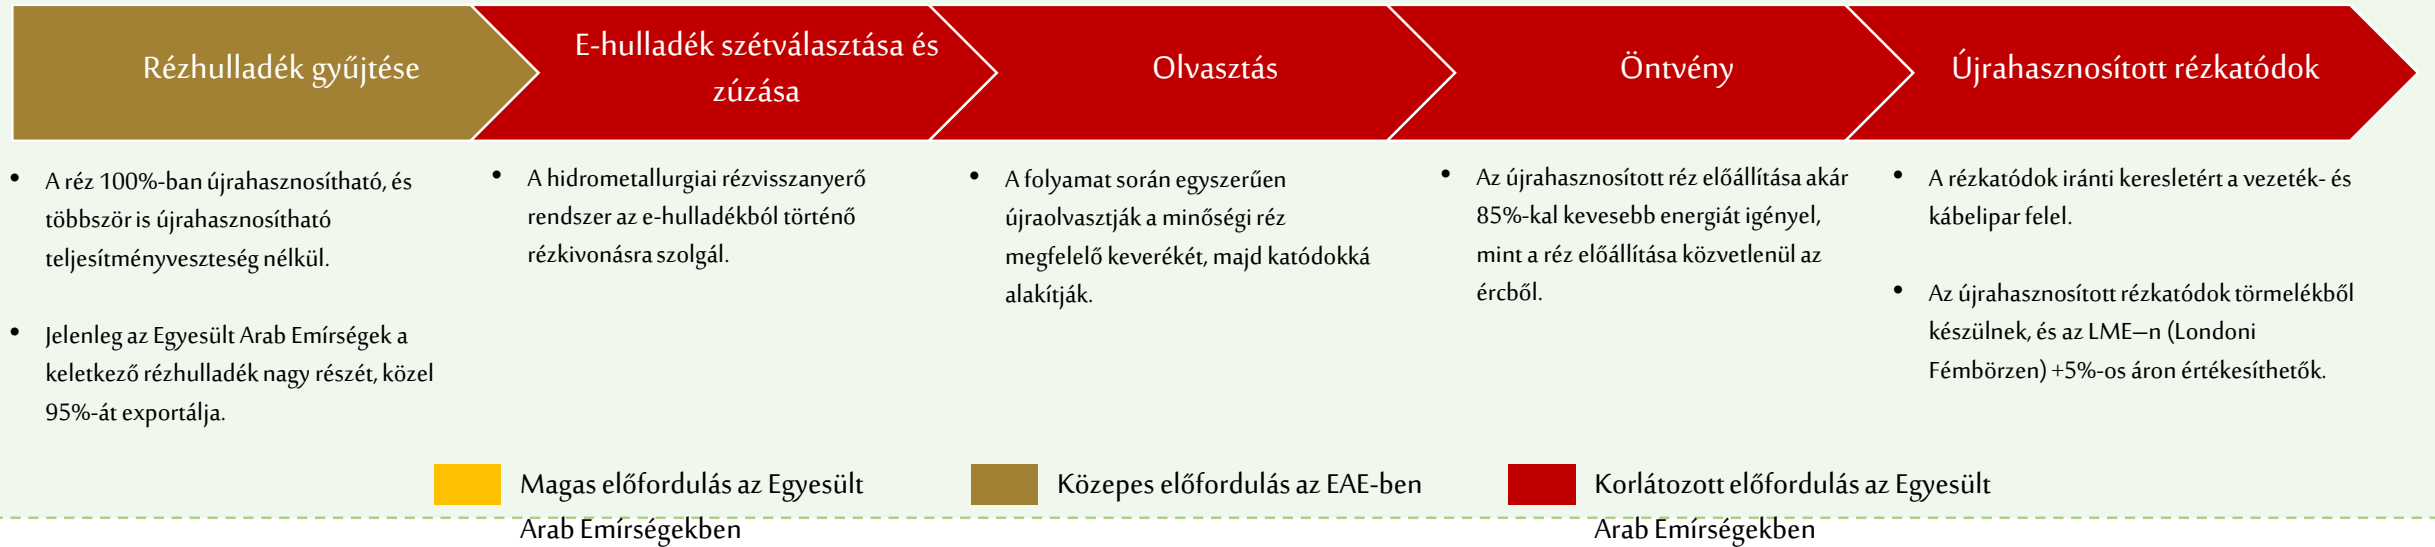 Rézhulladék gyűjtése
E-hulladék szétválasztása és
zúzása
Olvasztás
Öntvény
Újrahasznosított rézkatódok
• A réz 100%-ban újrahasznosítható, és
többször is újrahasznosítható
teljesítményveszteség nélkül.
• Jelenleg az Egyesült Arab Emírségek a
keletkező rézhulladék nagy részét, közel
95%-át exportálja.
• A hidrometallurgiai rézvisszanyerő
rendszer az e-hulladékból történő
rézkivonásra szolgál.
• A folyamat során egyszerűen
újraolvasztják a minőségi réz
megfelelő keverékét, majd katódokká
alakítják.
• Az újrahasznosított réz előállítása akár
85%-kal kevesebb energiát igényel,
mint a réz előállítása közvetlenül az
ércből.
• A rézkatódok iránti keresletért a vezeték- és
kábelipar felel.
• Az újrahasznosított rézkatódok törmelékből
készülnek, és az LME–n (Londoni
Fémbörzen) +5%-os áron értékesíthetők.
Magas előfordulás az Egyesült
Arab Emírségekben
Közepes előfordulás az EAE-ben
Korlátozott előfordulás az Egyesült
Arab Emírségekben